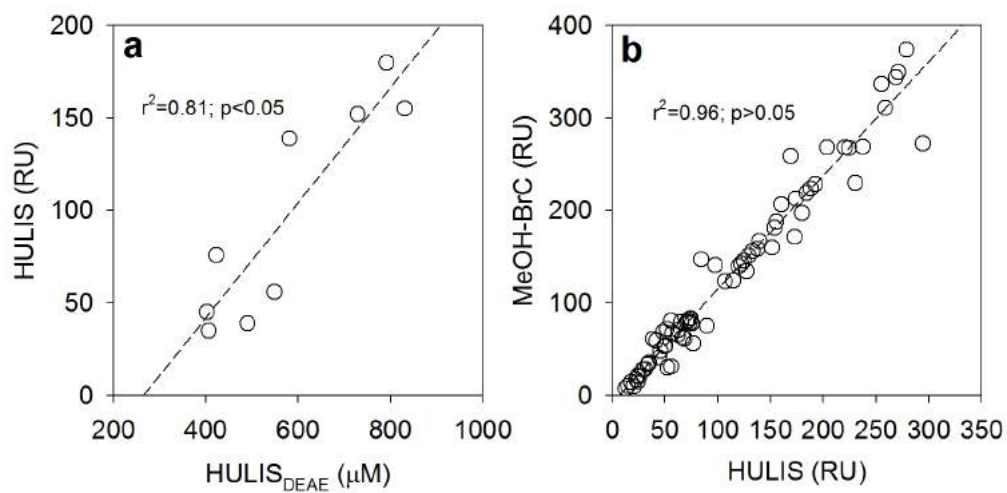 a
r²=0.81; p<0.05
HULIS (RU)
200
150
100
50
0
200 400 600 800 1000
HULIS_DEAE (μM)
b
r²=0.96; p>0.05
MeOH-BrC (RU)
400
300
200
100
0
0 50 100 150 200 250 300 350
HULIS (RU)